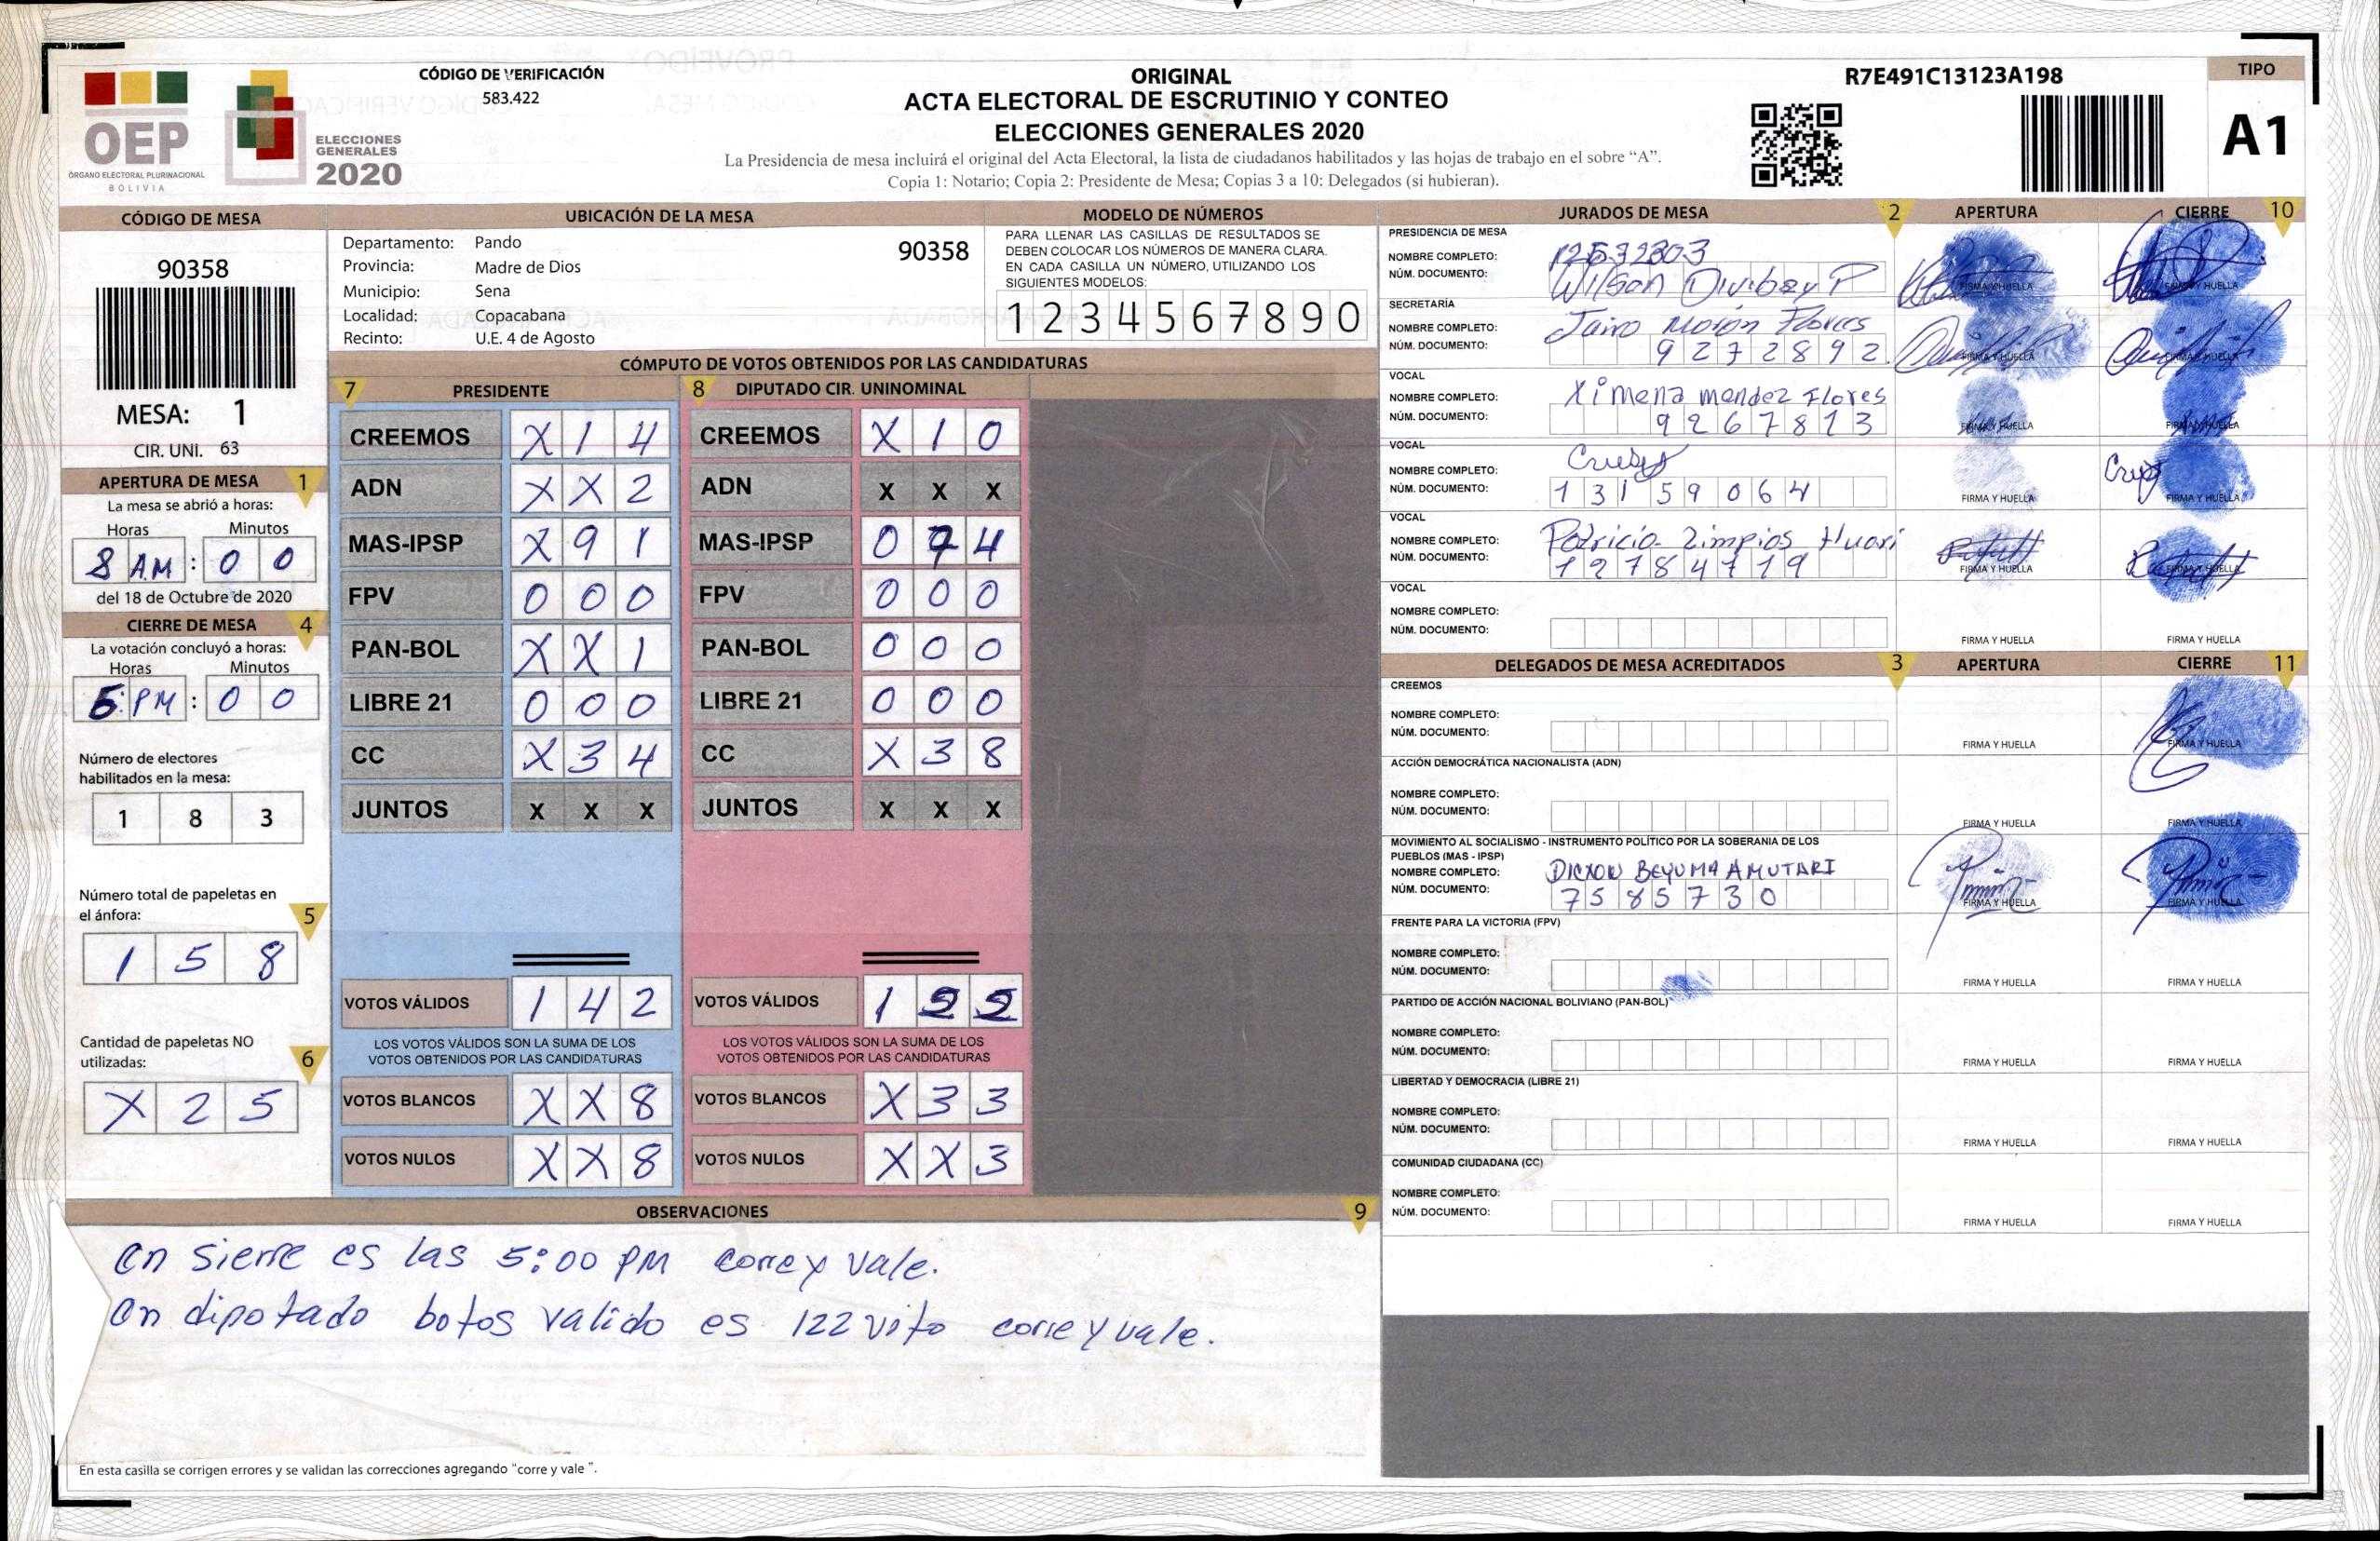 CÓDIGO DE VERIFICACIÓN
583.422
ORIGINAL
ACTA ELECTORAL DE ESCRUTINIO Y CONTEO
ELECCIONES GENERALES 2020
La Presidencia de mesa incluirá el original del Acta Electoral, la lista de ciudadanos habilitados y las hojas de trabajo en el sobre “A”.
Copia 1: Notario; Copia 2: Presidente de Mesa; Copias 3 a 10: Delegados (si hubieran).
R7E491C13123A198
TIPO
A1
OEP
ÓRGANO ELECTORAL PLURINACIONAL
BOLIVIA
ELECCIONES
GENERALES
2020
CÓDIGO DE MESA
90358
MESA: 1
CIR. UNI. 63
APERTURA DE MESA 1
La mesa se abrió a horas:
Horas Minutos
8 AM : 0 0
del 18 de Octubre de 2020
CIERRE DE MESA 4
La votación concluyó a horas:
Horas Minutos
5 PM : 0 0
Número de electores
habilitados en la mesa:
1 8 3
Número total de papeletas en
el ánfora: 5
1 5 8
Cantidad de papeletas NO
utilizadas: 6
X 2 5
UBICACIÓN DE LA MESA
Departamento: Pando
90358
Provincia: Madre de Dios
Municipio: Sena
Localidad: Copacabana
Recinto: U.E. 4 de Agosto
MODELO DE NÚMEROS
PARA LLENAR LAS CASILLAS DE RESULTADOS SE
DEBEN COLOCAR LOS NÚMEROS DE MANERA CLARA.
EN CADA CASILLA UN NÚMERO, UTILIZANDO LOS
SIGUIENTES MODELOS:
1 2 3 4 5 6 7 8 9 0
CÓMPUTO DE VOTOS OBTENIDOS POR LAS CANDIDATURAS
7 PRESIDENTE
CREEMOS X 1 4
ADN X X 2
MAS-IPSP X 9 1
FPV 0 0 0
PAN-BOL X X 1
LIBRE 21 0 0 0
CC X 3 4
JUNTOS X X X
VOTOS VÁLIDOS 1 4 2
LOS VOTOS VÁLIDOS SON LA SUMA DE LOS
VOTOS OBTENIDOS POR LAS CANDIDATURAS
VOTOS BLANCOS X X 8
VOTOS NULOS X X 8
8 DIPUTADO CIR. UNINOMINAL
CREEMOS X 1 0
ADN X X X
MAS-IPSP 0 7 4
FPV 0 0 0
PAN-BOL 0 0 0
LIBRE 21 0 0 0
CC X 3 8
JUNTOS X X X
VOTOS VÁLIDOS 1 2 2
LOS VOTOS VÁLIDOS SON LA SUMA DE LOS
VOTOS OBTENIDOS POR LAS CANDIDATURAS
VOTOS BLANCOS X 3 3
VOTOS NULOS X X 3
OBSERVACIONES 9
en sierre es las 5:00 PM corre y vale.
en dipotado botos valido es 122 vito corre y vale.
En esta casilla se corrigen errores y se validan las correcciones agregando “corre y vale ”.
JURADOS DE MESA 2 APERTURA CIERRE 10
PRESIDENCIA DE MESA
NOMBRE COMPLETO: 12532303
NÚM. DOCUMENTO: Wilson
FIRMA Y HUELLA FIRMA Y HUELLA
SECRETARÍA
NOMBRE COMPLETO: Jairo Moron Flores
NÚM. DOCUMENTO: 9 2 7 2 8 9 2
FIRMA Y HUELLA FIRMA Y HUELLA
VOCAL
NOMBRE COMPLETO: Ximena mendez Flores
NÚM. DOCUMENTO: 9 2 6 7 8 1 3
FIRMA Y HUELLA FIRMA Y HUELLA
VOCAL
NOMBRE COMPLETO:
NÚM. DOCUMENTO: 1 3 1 5 9 0 6 4
FIRMA Y HUELLA FIRMA Y HUELLA
VOCAL
NOMBRE COMPLETO: Patricia Limpios Huari
NÚM. DOCUMENTO: 1 2 7 8 4 7 1 9
FIRMA Y HUELLA FIRMA Y HUELLA
VOCAL
NOMBRE COMPLETO:
NÚM. DOCUMENTO:
FIRMA Y HUELLA FIRMA Y HUELLA
DELEGADOS DE MESA ACREDITADOS 3 APERTURA CIERRE 11
CREEMOS
NOMBRE COMPLETO:
NÚM. DOCUMENTO:
FIRMA Y HUELLA FIRMA Y HUELLA
ACCIÓN DEMOCRÁTICA NACIONALISTA (ADN)
NOMBRE COMPLETO:
NÚM. DOCUMENTO:
FIRMA Y HUELLA FIRMA Y HUELLA
MOVIMIENTO AL SOCIALISMO - INSTRUMENTO POLÍTICO POR LA SOBERANIA DE LOS
PUEBLOS (MAS - IPSP)
NOMBRE COMPLETO: DICXON BEYUMA AMUTARI
NÚM. DOCUMENTO: 7 5 8 5 7 3 0
FIRMA Y HUELLA FIRMA Y HUELLA
FRENTE PARA LA VICTORIA (FPV)
NOMBRE COMPLETO:
NÚM. DOCUMENTO:
FIRMA Y HUELLA FIRMA Y HUELLA
PARTIDO DE ACCIÓN NACIONAL BOLIVIANO (PAN-BOL)
NOMBRE COMPLETO:
NÚM. DOCUMENTO:
FIRMA Y HUELLA FIRMA Y HUELLA
LIBERTAD Y DEMOCRACIA (LIBRE 21)
NOMBRE COMPLETO:
NÚM. DOCUMENTO:
FIRMA Y HUELLA FIRMA Y HUELLA
COMUNIDAD CIUDADANA (CC)
NOMBRE COMPLETO:
NÚM. DOCUMENTO:
FIRMA Y HUELLA FIRMA Y HUELLA